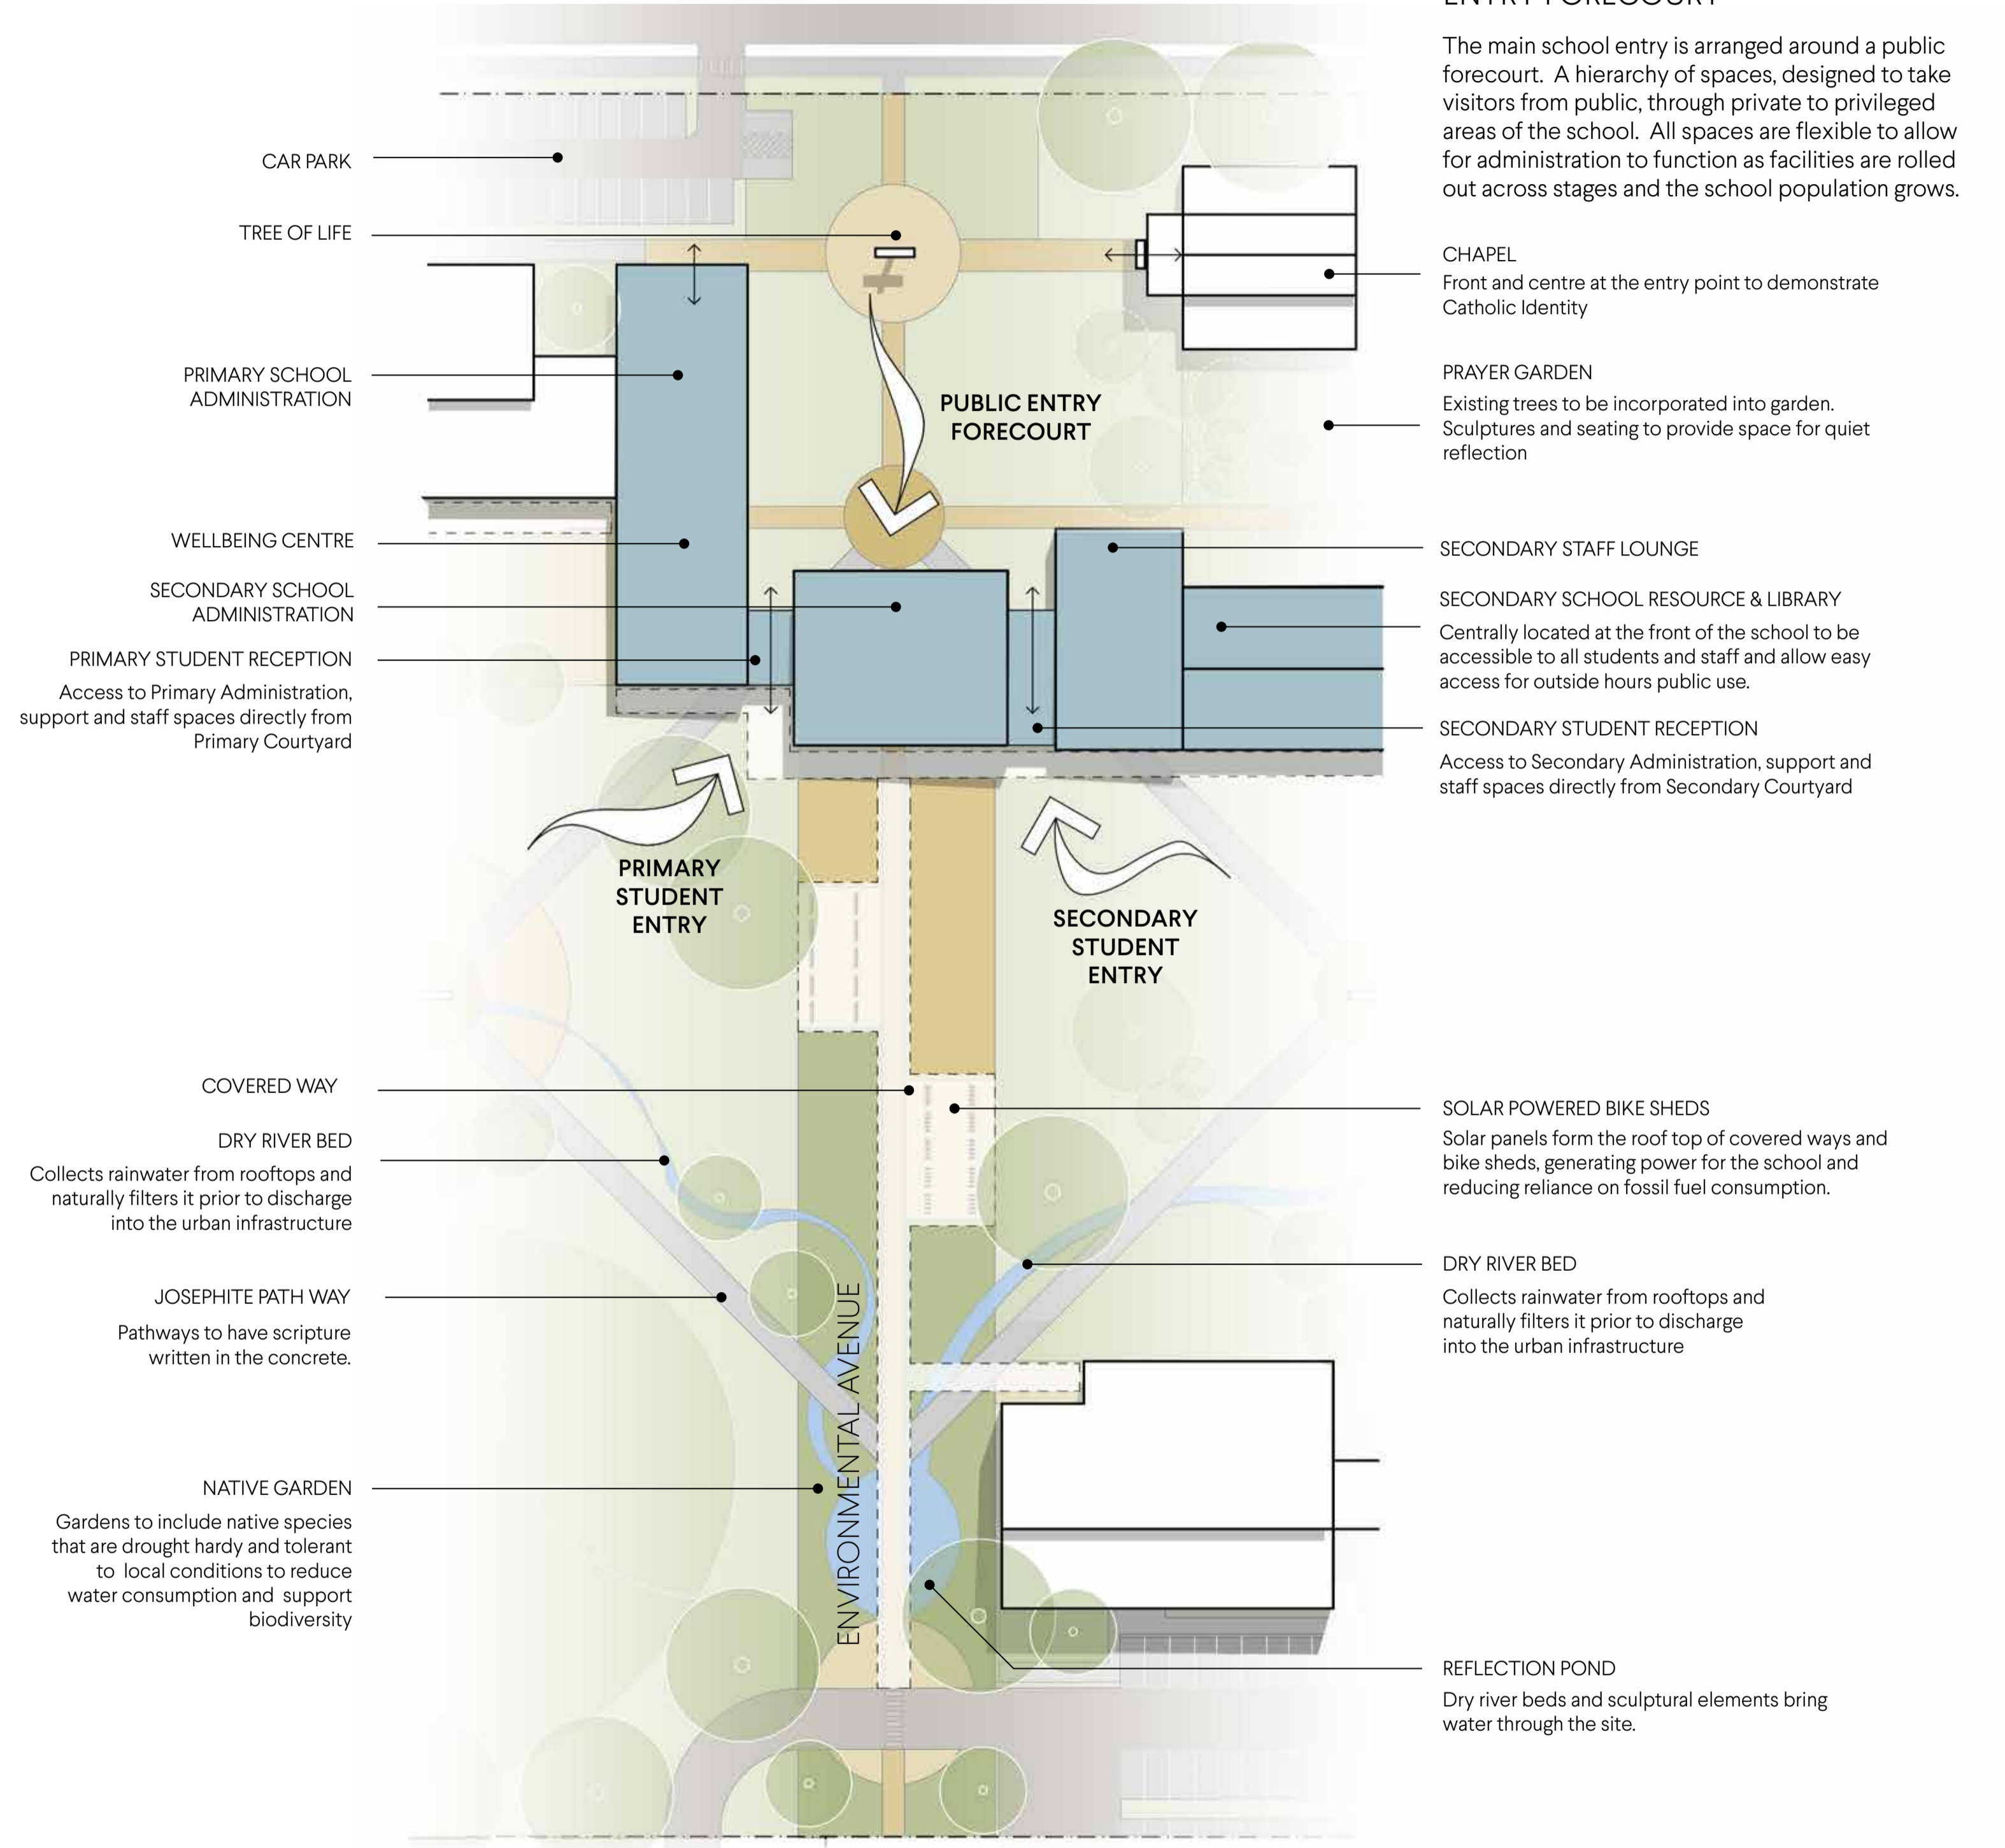 ENTRY FORECOURT
The main school entry is arranged around a public
forecourt. A hierarchy of spaces, designed to take
visitors from public, through private to privileged
areas of the school. All spaces are flexible to allow
for administration to function as facilities are rolled
out across stages and the school population grows.
CAR PARK
TREE OF LIFE
PRIMARY SCHOOL
ADMINISTRATION
WELLBEING CENTRE
SECONDARY SCHOOL
ADMINISTRATION
PRIMARY STUDENT RECEPTION
Access to Primary Administration,
support and staff spaces directly from
Primary Courtyard
COVERED WAY
DRY RIVER BED
Collects rainwater from rooftops and
naturally filters it prior to discharge
into the urban infrastructure
JOSEPHITE PATH WAY
Pathways to have scripture
written in the concrete.
NATIVE GARDEN
Gardens to include native species
that are drought hardy and tolerant
to local conditions to reduce
water consumption and support
biodiversity
PUBLIC ENTRY
FORECOURT
PRIMARY
STUDENT
ENTRY
SECONDARY
STUDENT
ENTRY
ENVIRONMENTAL AVENUE
CHAPEL
Front and centre at the entry point to demonstrate
Catholic Identity
PRAYER GARDEN
Existing trees to be incorporated into garden.
Sculptures and seating to provide space for quiet
reflection
SECONDARY STAFF LOUNGE
SECONDARY SCHOOL RESOURCE & LIBRARY
Centrally located at the front of the school to be
accessible to all students and staff and allow easy
access for outside hours public use.
SECONDARY STUDENT RECEPTION
Access to Secondary Administration, support and
staff spaces directly from Secondary Courtyard
SOLAR POWERED BIKE SHEDS
Solar panels form the roof top of covered ways and
bike sheds, generating power for the school and
reducing reliance on fossil fuel consumption.
DRY RIVER BED
Collects rainwater from rooftops and
naturally filters it prior to discharge
into the urban infrastructure
REFLECTION POND
Dry river beds and sculptural elements bring
water through the site.